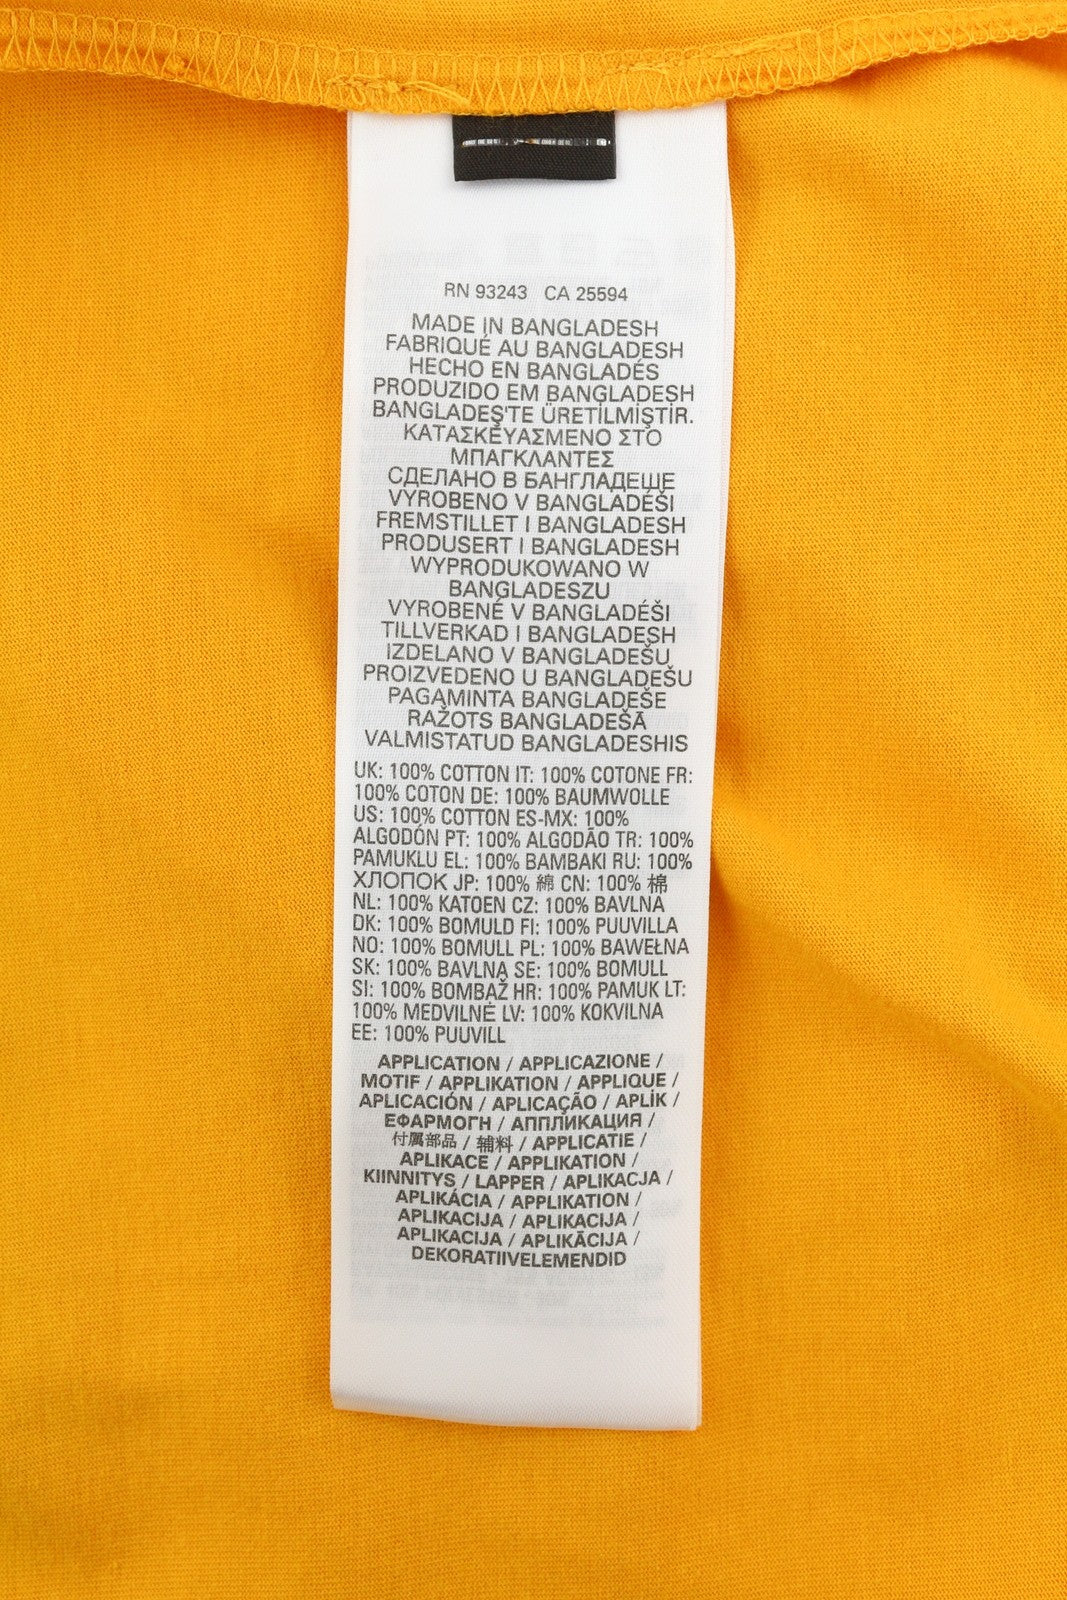 RN 93243 CA 25594
MADE IN BANGLADESH
FABRIQUÉ AU BANGLADESH
HECHO EN BANGLADÉS
PRODUZIDO EM BANGLADESH
BANGLADEŞ'TE ÜRETİLMİŞTİR.
ΚΑΤΑΣΚΕΥΑΣΜΕΝΟ ΣΤΟ
ΜΠΑΓΚΛΑΝΤΕΣ
СДЕЛАНО В БАНГЛАДЕШЕ
VYROBENO V BANGLADÉŠI
FREMSTILLET I BANGLADESH
PRODUSERT I BANGLADESH
WYPRODUKOWANO W
BANGLADESZU
VYROBENÉ V BANGLADÉŠI
TILLVERKAD I BANGLADESH
IZDELANO V BANGLADEŠU
PROIZVEDENO U BANGLADEŠU
PAGAMINTA BANGLADEŠE
RAŽOTS BANGLADEŠĀ
VALMISTATUD BANGLADESHIS
UK: 100% COTTON IT: 100% COTONE FR:
100% COTON DE: 100% BAUMWOLLE
US: 100% COTTON ES-MX: 100%
ALGODÓN PT: 100% ALGODÃO TR: 100%
PAMUKLU EL: 100% ΒΑΜΒΑΚΙ RU: 100%
ХЛОПОК JP: 100% 綿 CN: 100% 棉
NL: 100% KATOEN CZ: 100% BAVLNA
DK: 100% BOMULD FI: 100% PUUVILLA
NO: 100% BOMULL PL: 100% BAWEŁNA
SK: 100% BAVLNA SE: 100% BOMULL
SI: 100% BOMBAŽ HR: 100% PAMUK LT:
100% MEDVILNĖ LV: 100% KOKVILNA
EE: 100% PUUVILL
APPLICATION / APPLICAZIONE /
MOTIF / APPLIKATION / APPLIQUE /
APLICACIÓN / APLICAÇÃO / APLİK /
ΕΦΑΡΜΟΓΗ / АППЛИКАЦИЯ /
付属部品 / 辅料 / APPLICATIE /
APLIKACE / APPLIKATION /
KIINNITYS / LAPPER / APLIKACJA /
APLIKÁCIA / APPLIKATION /
APLIKACIJA / APLIKACIJA /
APLIKACIJA / APLIKĀCIJA /
DEKORATIIVELEMENDID